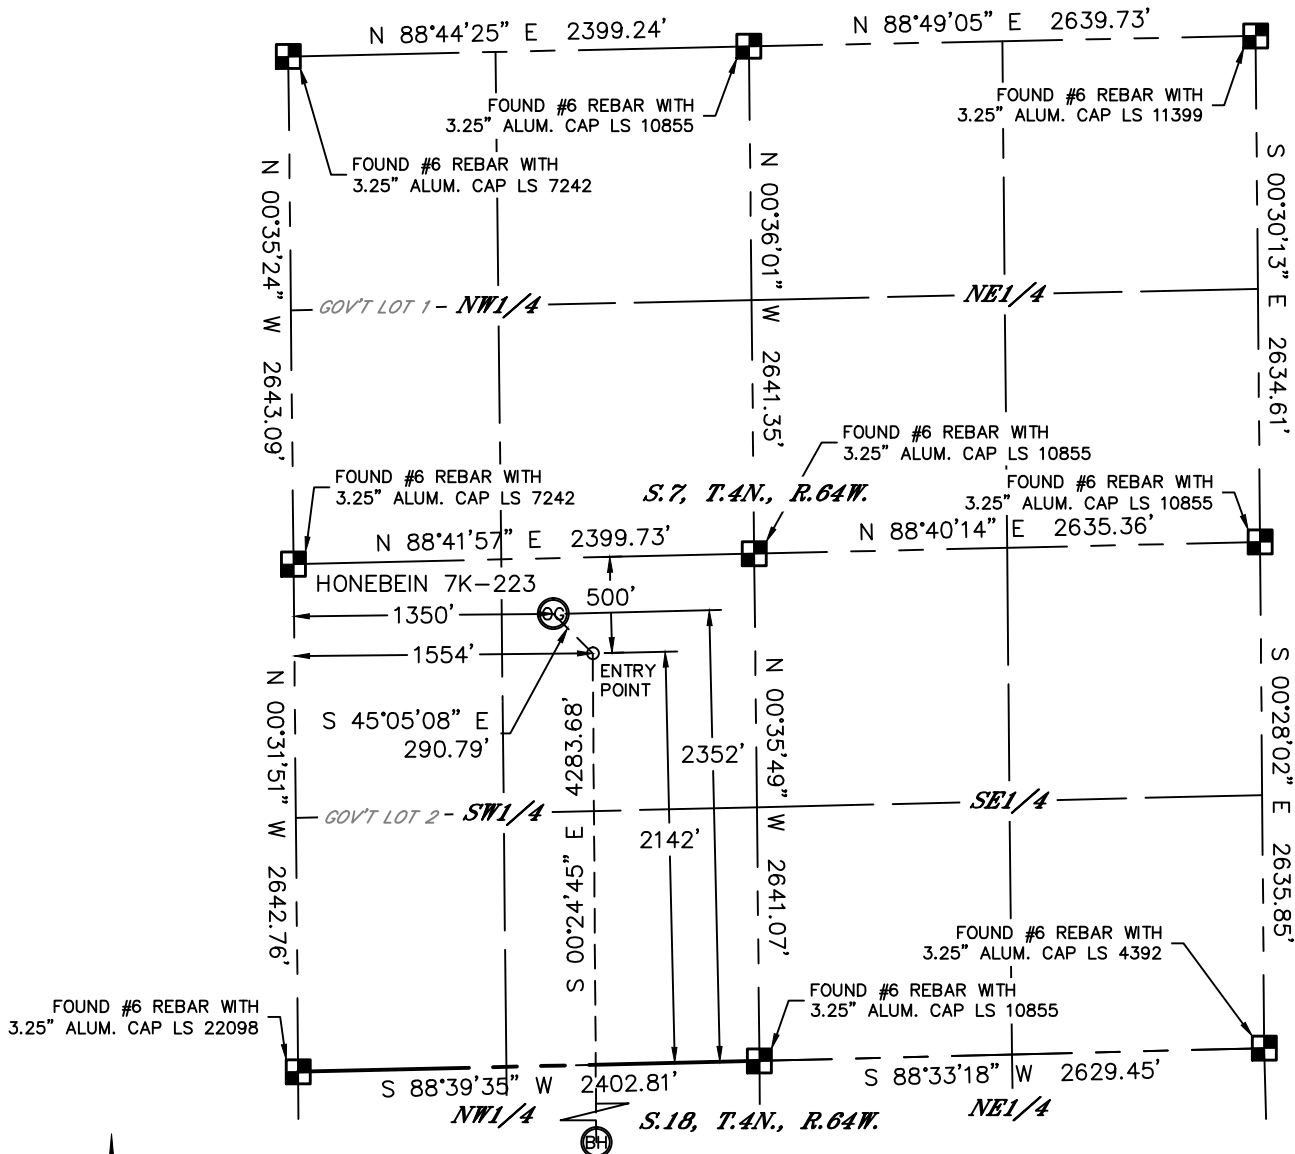 N 88°44'25" E 2399.24'
N 88°49'05" E 2639.73'
FOUND #6 REBAR WITH
3.25" ALUM. CAP LS 10855
FOUND #6 REBAR WITH
3.25" ALUM. CAP LS 11399
FOUND #6 REBAR WITH
3.25" ALUM. CAP LS 7242
N 00°35'24" W 2643.09'
N 00°36'01" W 2641.35'
S 00°30'13" E 2634.61'
GOV'T LOT 1 - NW1/4
NE1/4
FOUND #6 REBAR WITH
3.25" ALUM. CAP LS 10855
FOUND #6 REBAR WITH
3.25" ALUM. CAP LS 7242
S.7, T.4N., R.64W.
FOUND #6 REBAR WITH
3.25" ALUM. CAP LS 10855
N 88°41'57" E 2399.73'
N 88°40'14" E 2635.36'
HONEBEIN 7K-223
500'
1350'
OG
1554'
ENTRY
POINT
S 45°05'08" E
290.79'
2352'
2142'
N 00°31'51" W 2642.76'
S 00°24'45" E 4283.68'
N 00°35'49" W 2641.07'
S 00°28'02" E 2635.85'
GOV'T LOT 2 - SW1/4
SE1/4
FOUND #6 REBAR WITH
3.25" ALUM. CAP LS 4392
FOUND #6 REBAR WITH
3.25" ALUM. CAP LS 10855
FOUND #6 REBAR WITH
3.25" ALUM. CAP LS 22098
S 88°39'35" W 2402.81'
S 88°33'18" W 2629.45'
NW1/4
S.18, T.4N., R.64W.
NE1/4
BH